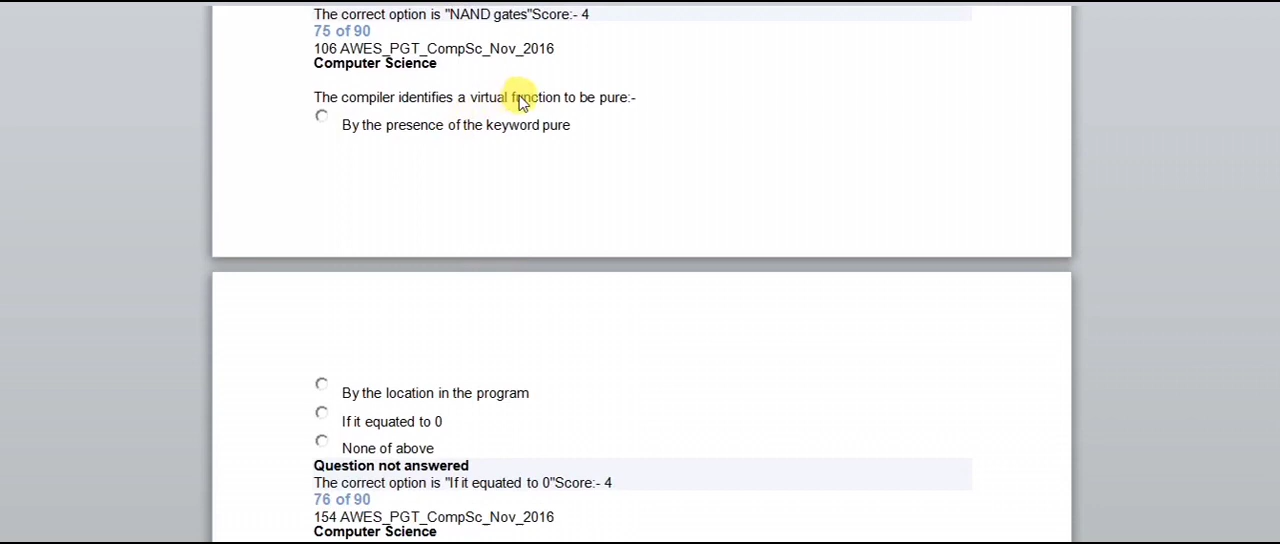 The correct option is "NAND gates"Score:- 4
75 of 90
106 AWES_PGT_CompSc_Nov_2016
Computer Science
The compiler identifies a virtual function to be pure:-
By the presence of the keyword pure
By the location in the program
If it equated to 0
None of above
Question not answered
The correct option is "If it equated to 0"Score:- 4
76 of 90
154 AWES_PGT_CompSc_Nov_2016
Computer Science